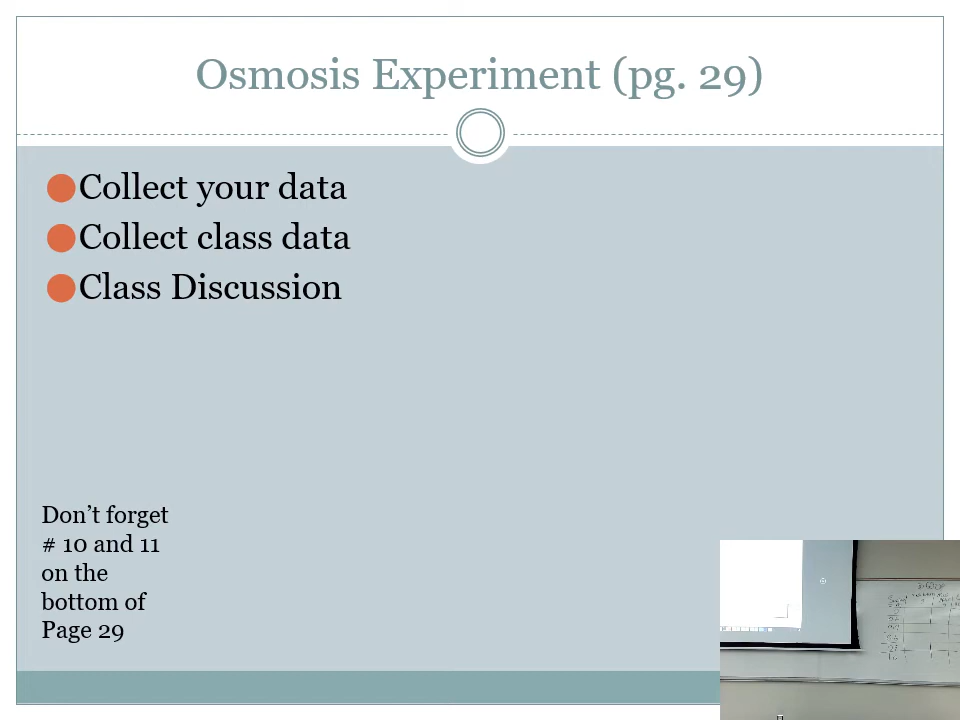 Osmosis Experiment (pg. 29)
Collect your data
Collect class data
Class Discussion
Don’t forget
# 10 and 11
on the
bottom of
Page 29